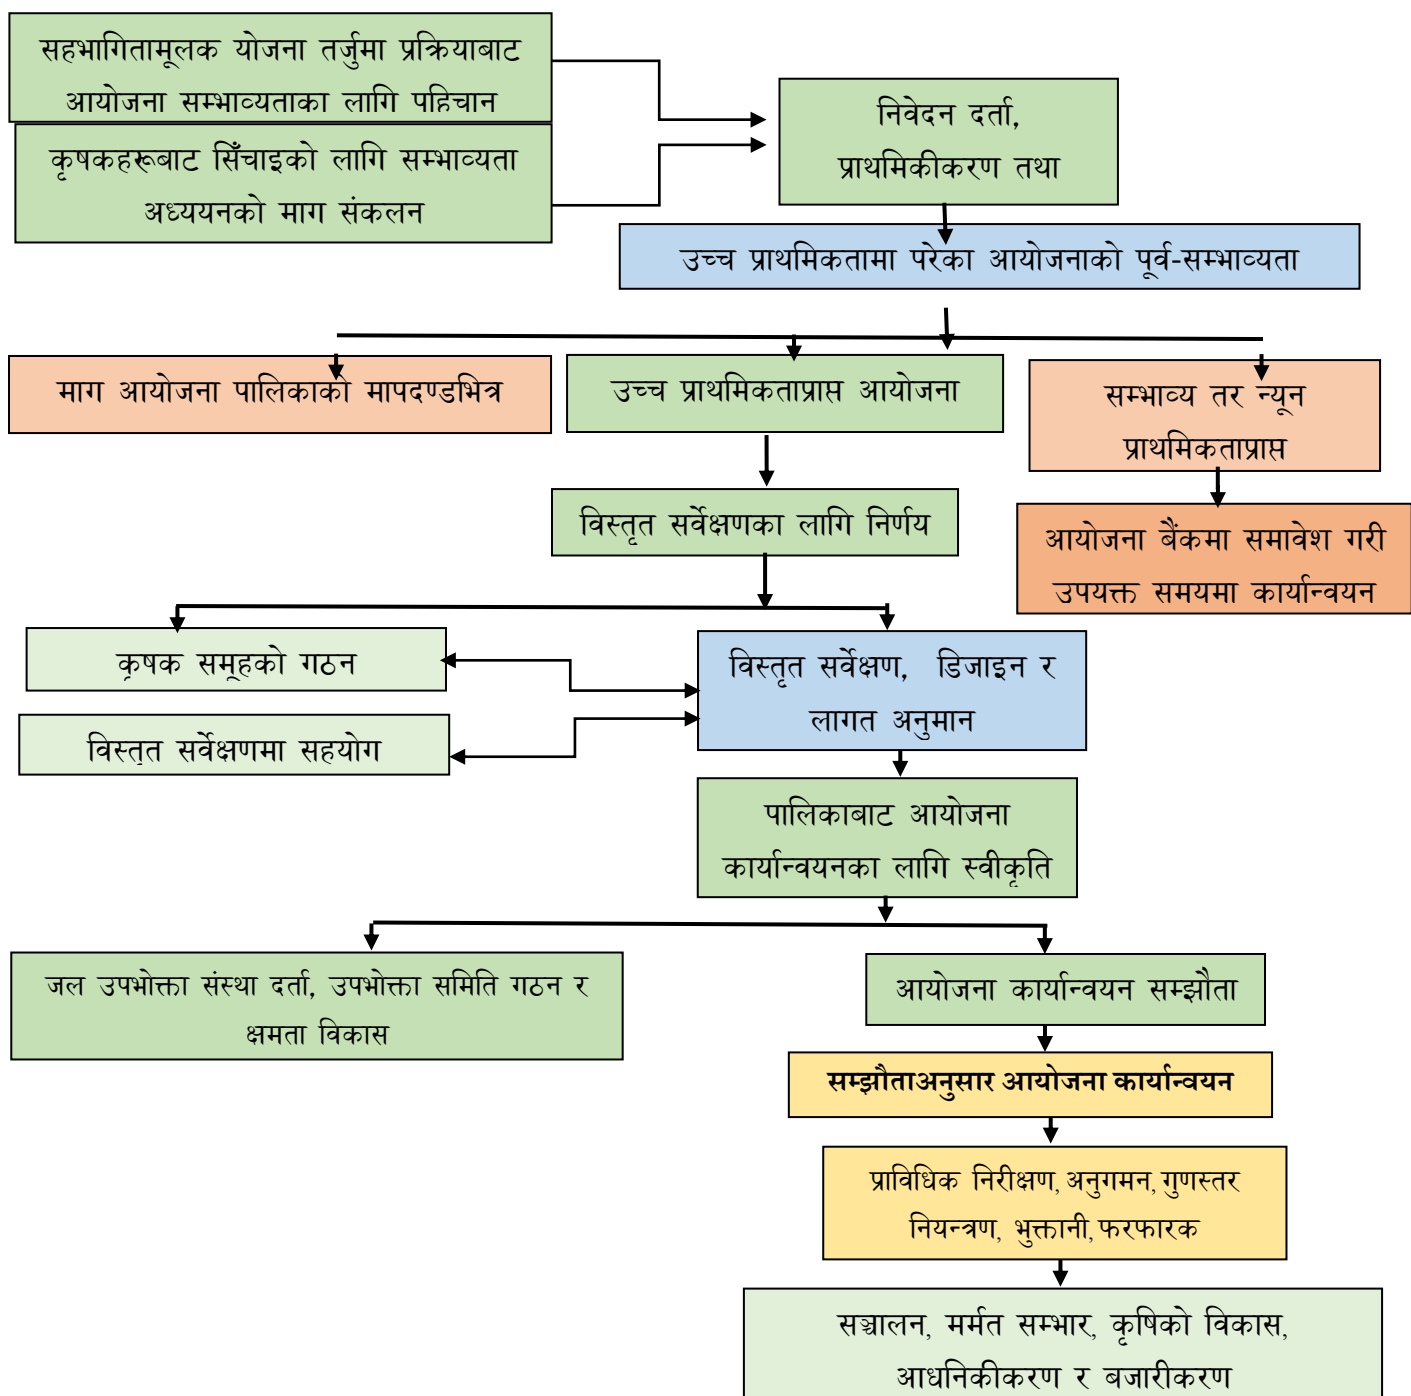 सहभागितामूलक योजना तर्जुमा प्रक्रियाबाट
आयोजना सम्भाव्यताका लागि पहिचान
कृषकहरूबाट सिँचाइको लागि सम्भाव्यता
अध्ययनको माग संकलन
निवेदन दर्ता,
प्राथमिकीकरण तथा
उच्च प्राथमिकतामा परेका आयोजनाको पूर्व-सम्भाव्यता
माग आयोजना पालिकाको मापदण्डभित्र
उच्च प्राथमिकताप्राप्त आयोजना
सम्भाव्य तर न्यून
प्राथमिकताप्राप्त
विस्तृत सर्वेक्षणका लागि निर्णय
आयोजना बैंकमा समावेश गरी
उपयक्त समयमा कार्यान्वयन
कृषक समूहको गठन
विस्तृत सर्वेक्षणमा सहयोग
विस्तृत सर्वेक्षण, डिजाइन र
लागत अनुमान
पालिकाबाट आयोजना
कार्यान्वयनका लागि स्वीकृति
जल उपभोक्ता संस्था दर्ता, उपभोक्ता समिति गठन र
क्षमता विकास
आयोजना कार्यान्वयन सम्झौता
सम्झौताअनुसार आयोजना कार्यान्वयन
प्राविधिक निरीक्षण, अनुगमन, गुणस्तर
नियन्त्रण, भुक्तानी, फरफारक
सञ्चालन, मर्मत सम्भार, कृषिको विकास,
आधनिकीकरण र बजारीकरण